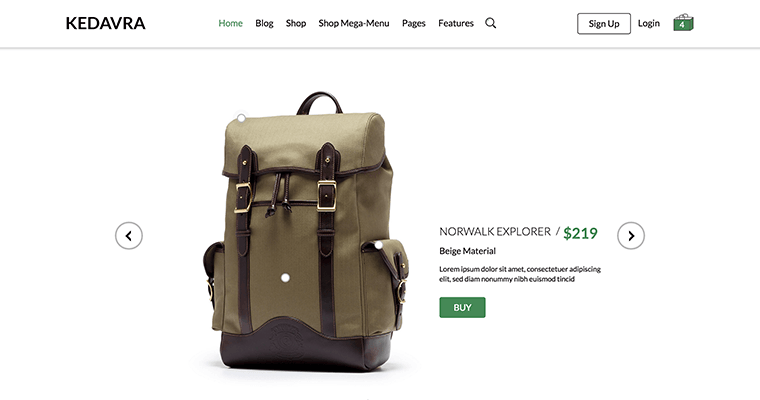 KEDAVRA
Home Blog Shop Shop Mega-Menu Pages Features
Sign Up Login 4
NORWALK EXPLORER / $219
Beige Material
Lorem ipsum dolor sit amet, consectetuer adipiscing
elit, sed diam nonummy nibh euismod tincid
BUY